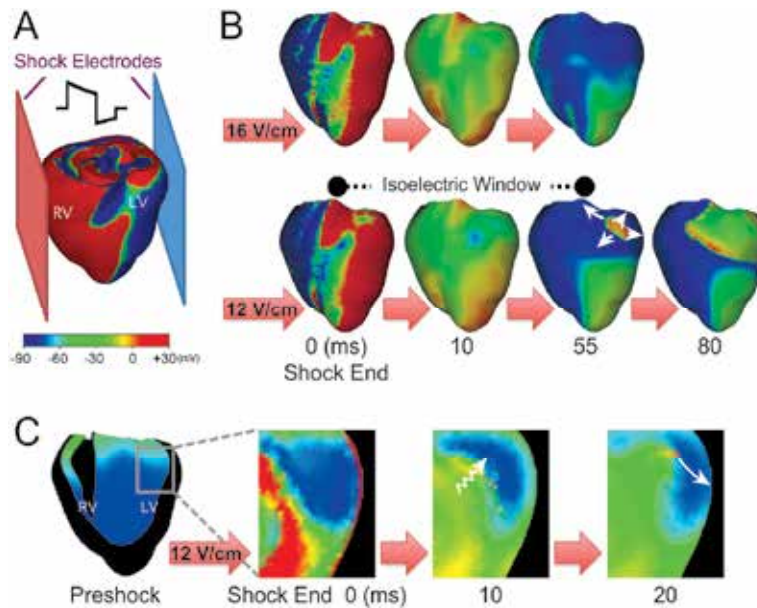 A
Shock Electrodes
RV
LV
-90 -60 -30 0 +30(mV)
B
16 V/cm
Isoelectric Window
12 V/cm
0 (ms) 10 55 80
Shock End
C
RV
LV
12 V/cm
Preshock Shock End 0 (ms) 10 20